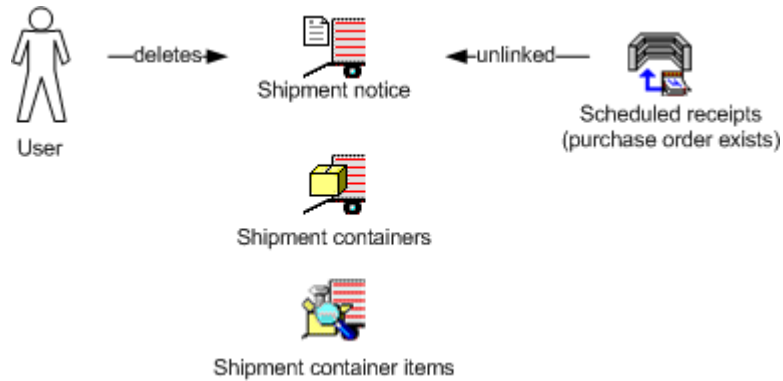 deletes
unlinked
Shipment notice
User
Scheduled receipts
(purchase order exists)
Shipment containers
Shipment container items